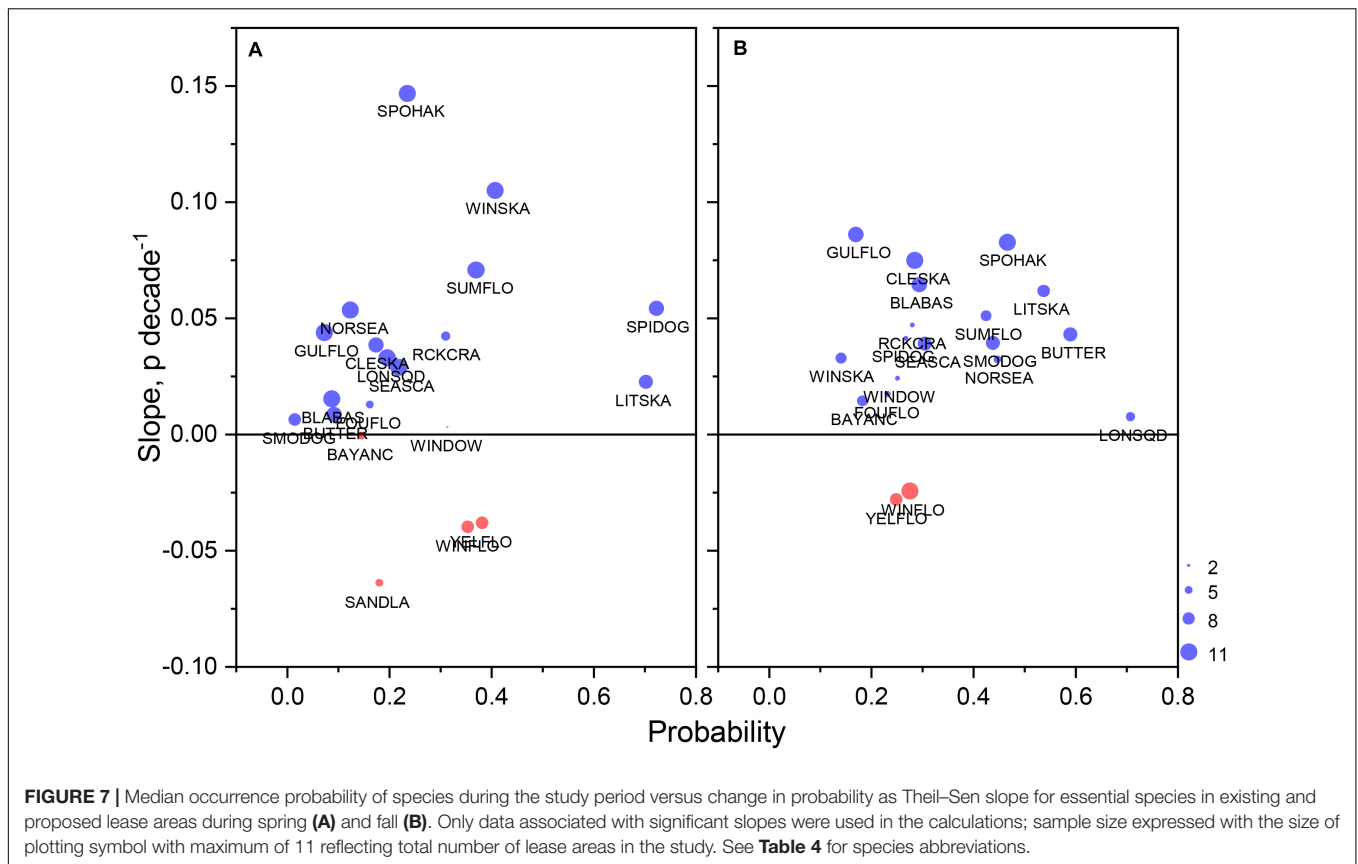 A
B
0.15
0.10
0.05
0.00
-0.05
-0.10
Slope, p decade-1
SPOHAK
WINSKA
SUMFLO
NORSEA
SPIDOG
GULFLO
RCKCRA
CLESKA
LONSQD
SEASCA
LITSKA
BLABAS
FOUFLO
BUTTER
SMODOG
WINDOW
BAYANC
YELFLO
WINFLO
SANDLA
GULFLO
SPOHAK
CLESKA
BLABAS
LITSKA
SUMFLO
RCKCRA
BUTTER
SPIDOG
SEASCA
SMODOG
WINSKA
NORSEA
WINDOW
FOUFLO
BAYANC
LONSQD
WINFLO
YELFLO
2
5
8
11
0.0 0.2 0.4 0.6 0.8
0.0 0.2 0.4 0.6 0.8
Probability
FIGURE 7 | Median occurrence probability of species during the study period versus change in probability as Theil–Sen slope for essential species in existing and
proposed lease areas during spring (A) and fall (B). Only data associated with significant slopes were used in the calculations; sample size expressed with the size of
plotting symbol with maximum of 11 reflecting total number of lease areas in the study. See Table 4 for species abbreviations.